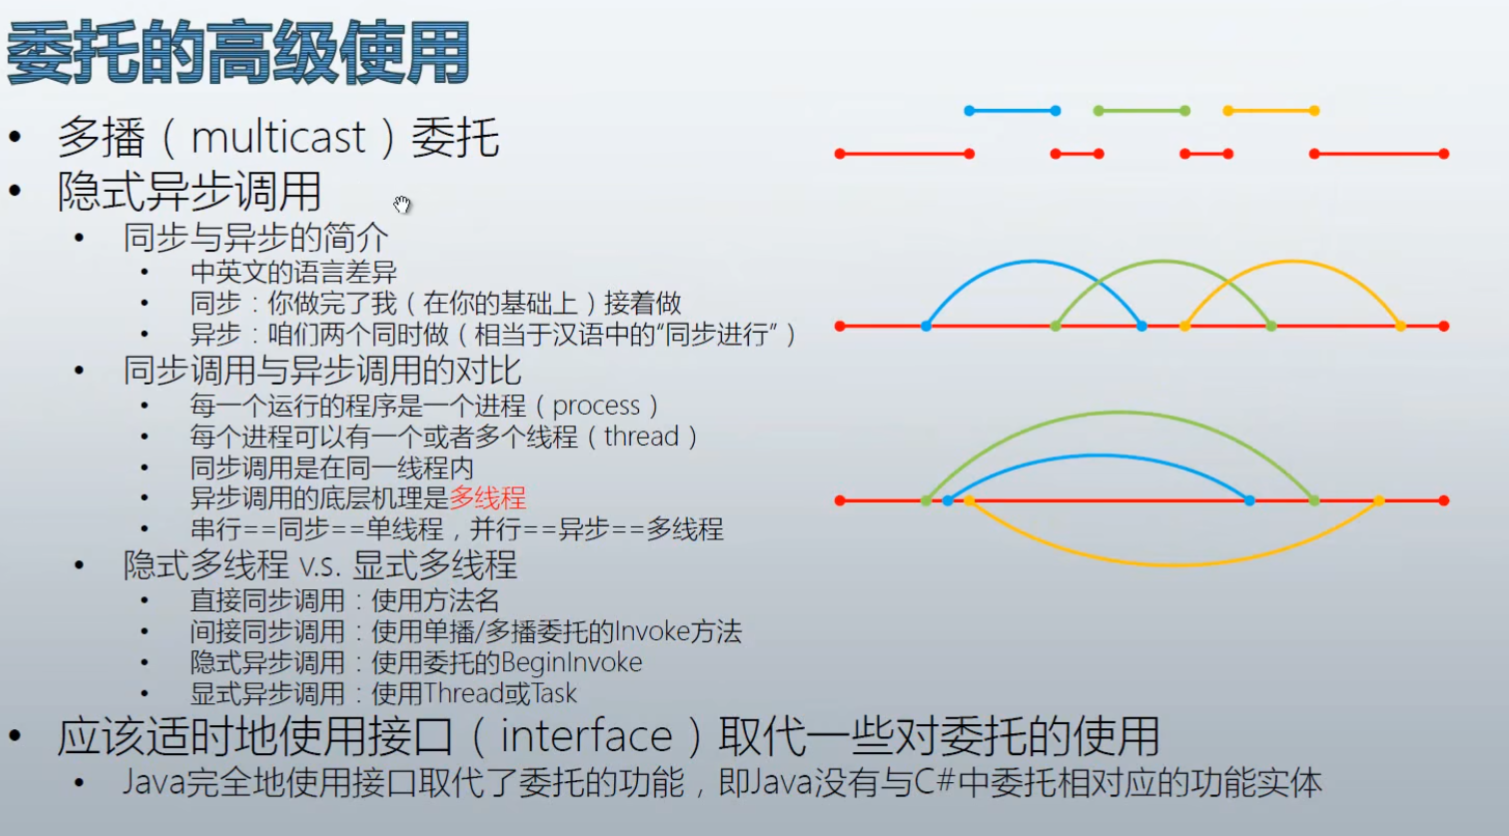 委托的高级使用
• 多播（multicast）委托
• 隐式异步调用
• 同步与异步的简介
• 中英文的语言差异
• 同步：你做完了我（在你的基础上）接着做
• 异步：咱们两个同时做（相当于汉语中的“同步进行”）
• 同步调用与异步调用的对比
• 每一个运行的程序是一个进程（process）
• 每个进程可以有一个或者多个线程（thread）
• 同步调用是在同一线程内
• 异步调用的底层机理是多线程
• 串行==同步==单线程，并行==异步==多线程
• 隐式多线程 v.s. 显式多线程
• 直接同步调用：使用方法名
• 间接同步调用：使用单播/多播委托的Invoke方法
• 隐式异步调用：使用委托的BeginInvoke
• 显式异步调用：使用Thread或Task
• 应该适时地使用接口（interface）取代一些对委托的使用
• Java完全地使用接口取代了委托的功能，即Java没有与C#中委托相对应的功能实体